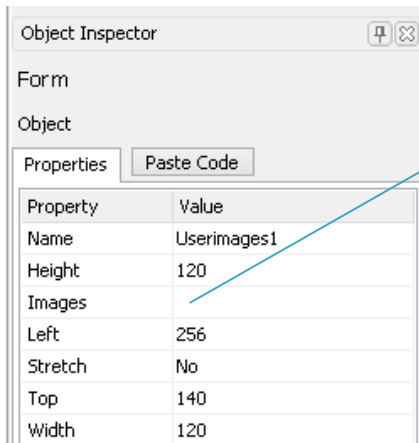 Object Inspector
Form
Object
Properties Paste Code
Property Value
Name Userimages1
Height 120
Images
Left 256
Stretch No
Top 140
Width 120